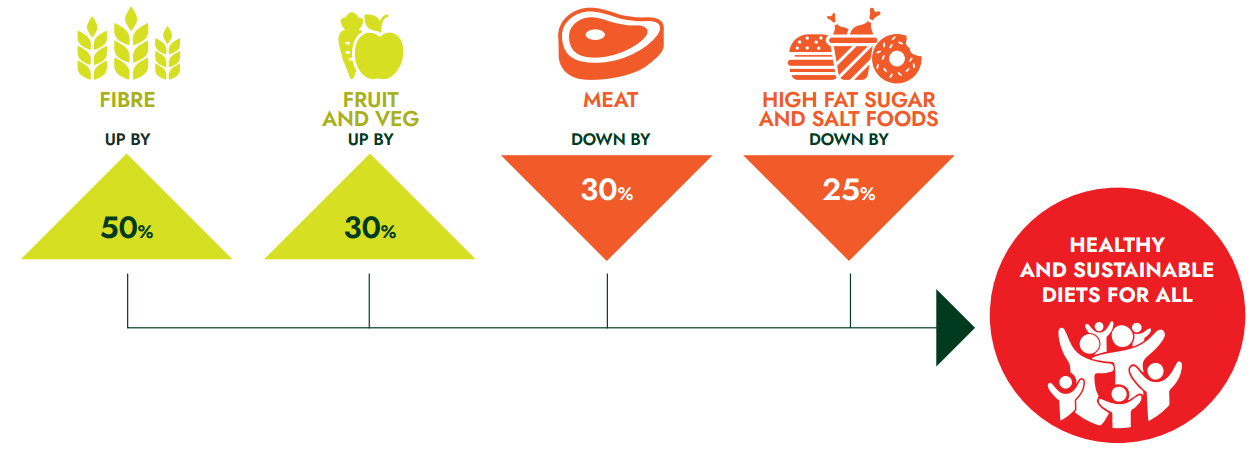 FIBRE
UP BY
50%
FRUIT
AND VEG
UP BY
30%
MEAT
DOWN BY
30%
HIGH FAT SUGAR
AND SALT FOODS
DOWN BY
25%
HEALTHY
AND SUSTAINABLE
DIETS FOR ALL